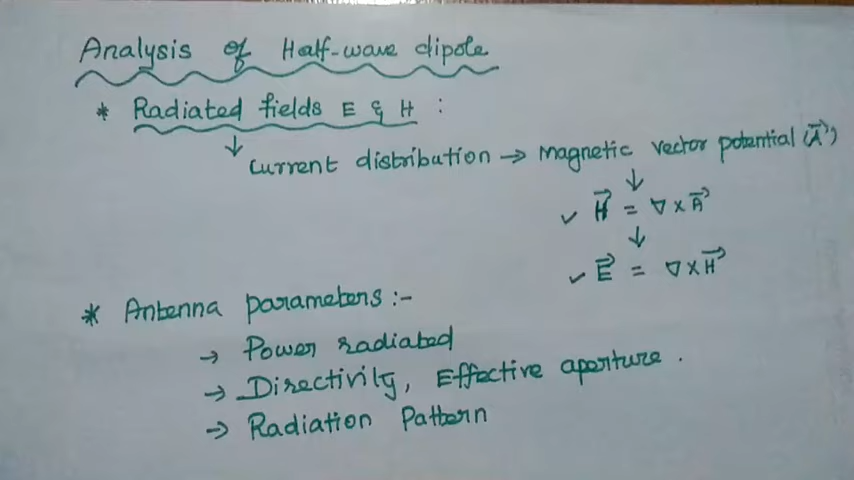 Analysis of Half-wave dipole
* Radiated fields E & H :
↓ Current distribution → Magnetic vector potential (A⃗)
↓
✓ H⃗ = ∇ × A⃗
↓
✓ E⃗ = ∇ × H⃗
* Antenna parameters :-
→ Power radiated
→ Directivity, Effective aperture .
→ Radiation Pattern